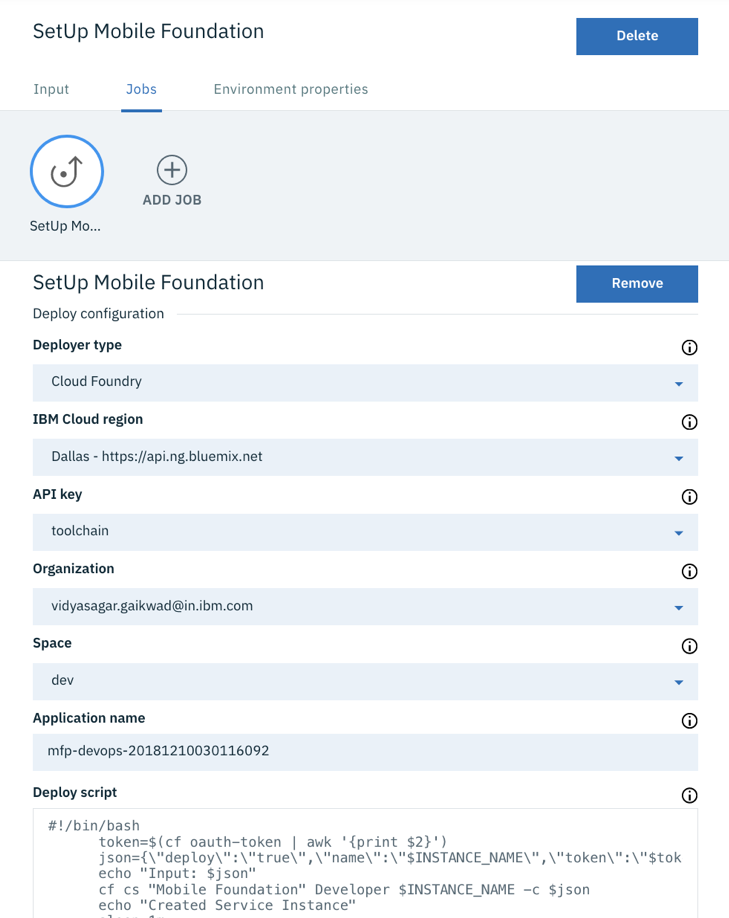 SetUp Mobile Foundation
Delete
Input
Jobs
Environment properties
ADD JOB
SetUp Mo...
SetUp Mobile Foundation
Remove
Deploy configuration
Deployer type
Cloud Foundry
IBM Cloud region
Dallas - https://api.ng.bluemix.net
API key
toolchain
Organization
vidyasagar.gaikwad@in.ibm.com
Space
dev
Application name
mfp-devops-20181210030116092
Deploy script
#!/bin/bash
token=$(cf oauth-token | awk '{print $2}')
json={\"deploy\":\"true\",\"name\":\"$INSTANCE_NAME\",\"token\":\"$tok
echo "Input: $json"
cf cs "Mobile Foundation" Developer $INSTANCE_NAME -c $json
echo "Created Service Instance"